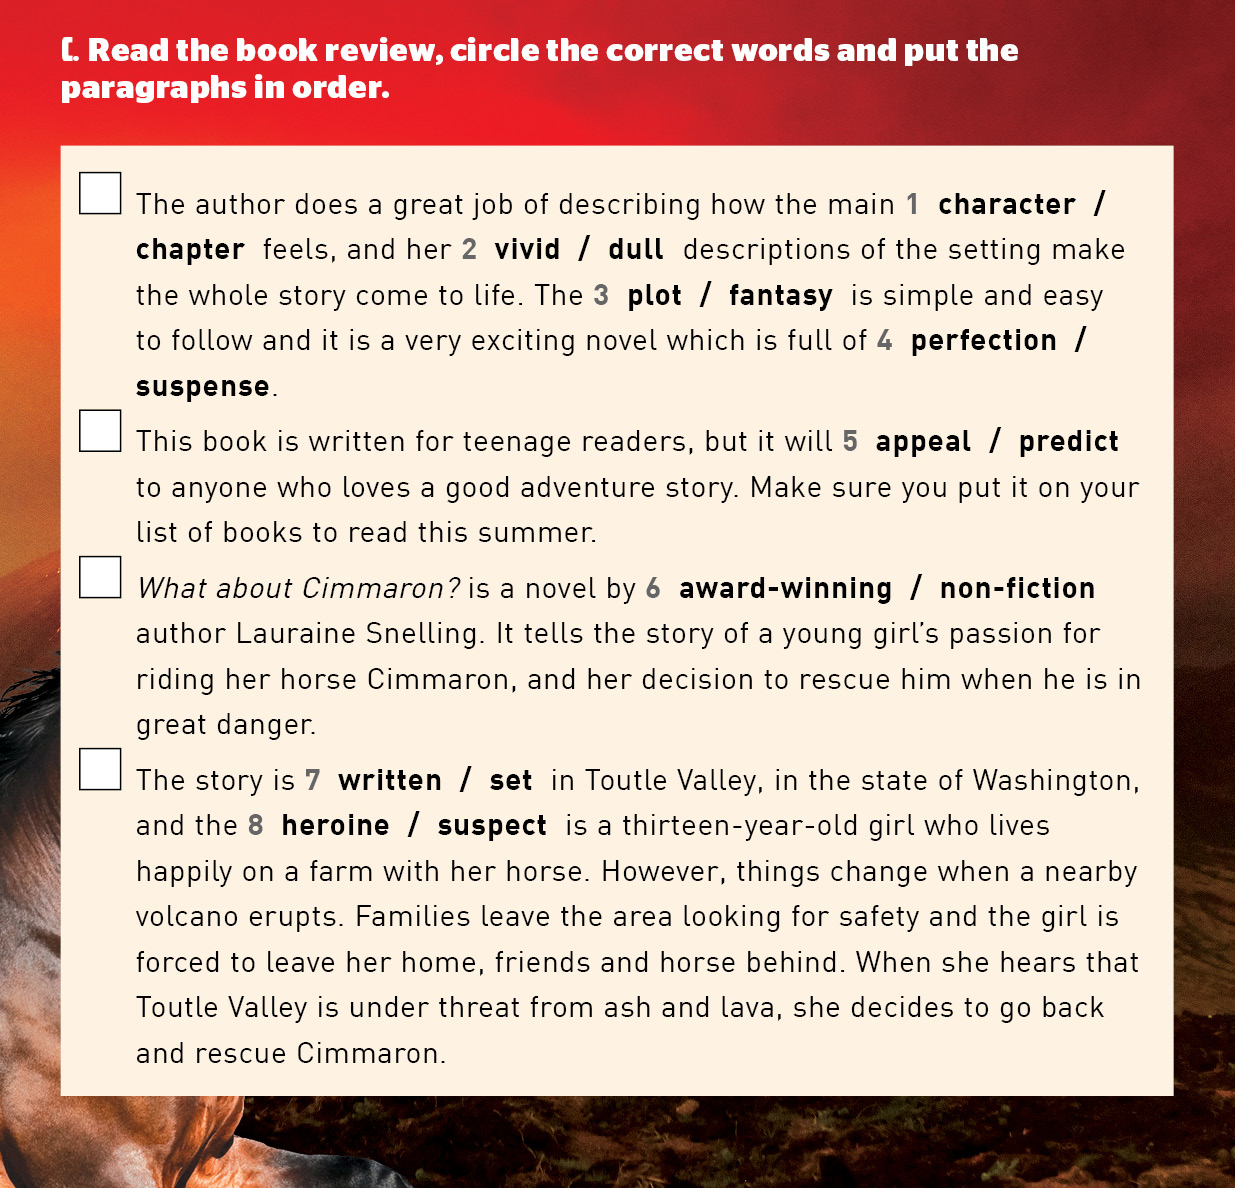 C. Read the book review, circle the correct words and put the
paragraphs in order.
The author does a great job of describing how the main 1 character /
chapter feels, and her 2 vivid / dull descriptions of the setting make
the whole story come to life. The 3 plot / fantasy is simple and easy
to follow and it is a very exciting novel which is full of 4 perfection /
suspense.
This book is written for teenage readers, but it will 5 appeal / predict
to anyone who loves a good adventure story. Make sure you put it on your
list of books to read this summer.
What about Cimmaron? is a novel by 6 award-winning / non-fiction
author Lauraine Snelling. It tells the story of a young girl’s passion for
riding her horse Cimmaron, and her decision to rescue him when he is in
great danger.
The story is 7 written / set in Toutle Valley, in the state of Washington,
and the 8 heroine / suspect is a thirteen-year-old girl who lives
happily on a farm with her horse. However, things change when a nearby
volcano erupts. Families leave the area looking for safety and the girl is
forced to leave her home, friends and horse behind. When she hears that
Toutle Valley is under threat from ash and lava, she decides to go back
and rescue Cimmaron.